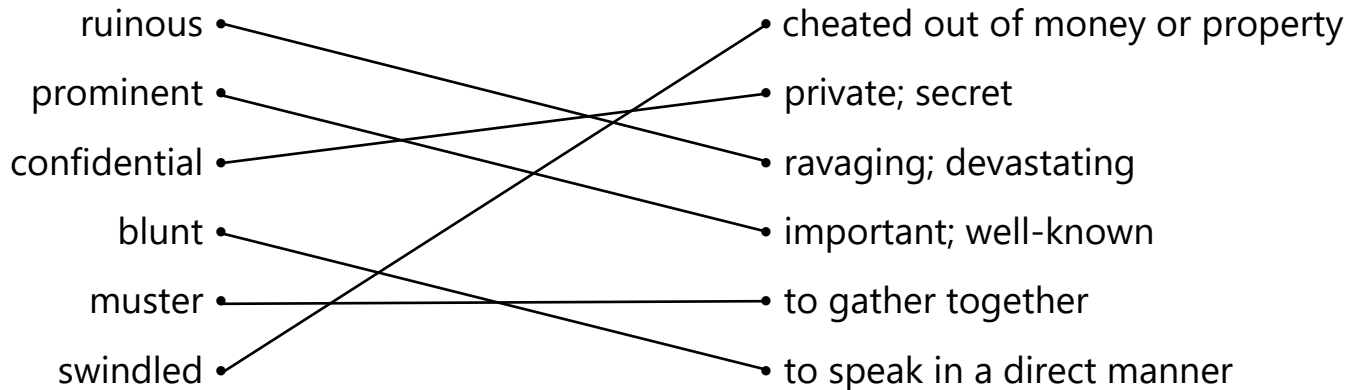 ruinous cheated out of money or property
prominent private; secret
confidential ravaging; devastating
blunt important; well-known
muster to gather together
swindled to speak in a direct manner